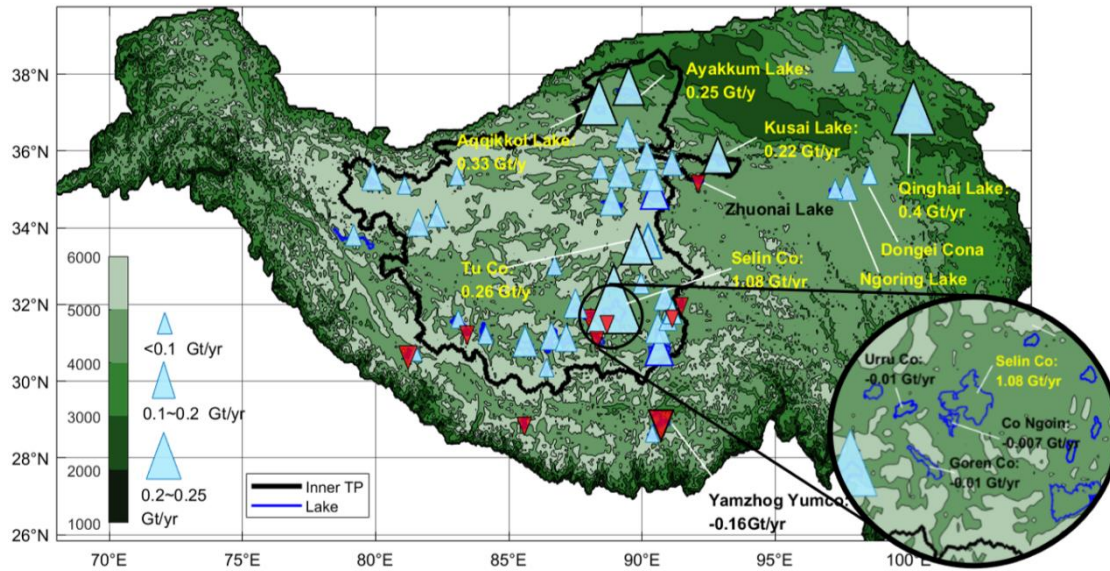 38°N
36°N
34°N
32°N
30°N
28°N
26°N
70°E
75°E
80°E
85°E
90°E
95°E
100°E
Ayakkum Lake:
0.25 Gt/y
Aqqikkol Lake:
0.33 Gt/y
Kusai Lake:
0.22 Gt/yr
Zhuonai Lake
Qinghai Lake:
0.4 Gt/yr
Dongei Cona
Ngoring Lake
Tu Co:
0.26 Gt/y
Selin Co:
1.08 Gt/yr
6000
5000
4000
3000
2000
1000
<0.1 Gt/yr
0.1~0.2 Gt/yr
0.2~0.25
Gt/yr
Inner TP
Lake
Yamzhog Yumco:
-0.16Gt/yr
Urru Co:
-0.01 Gt/yr
Selin Co:
1.08 Gt/yr
Co Ngoin:
-0.007 Gt/yr
Goren Co:
-0.01 Gt/yr